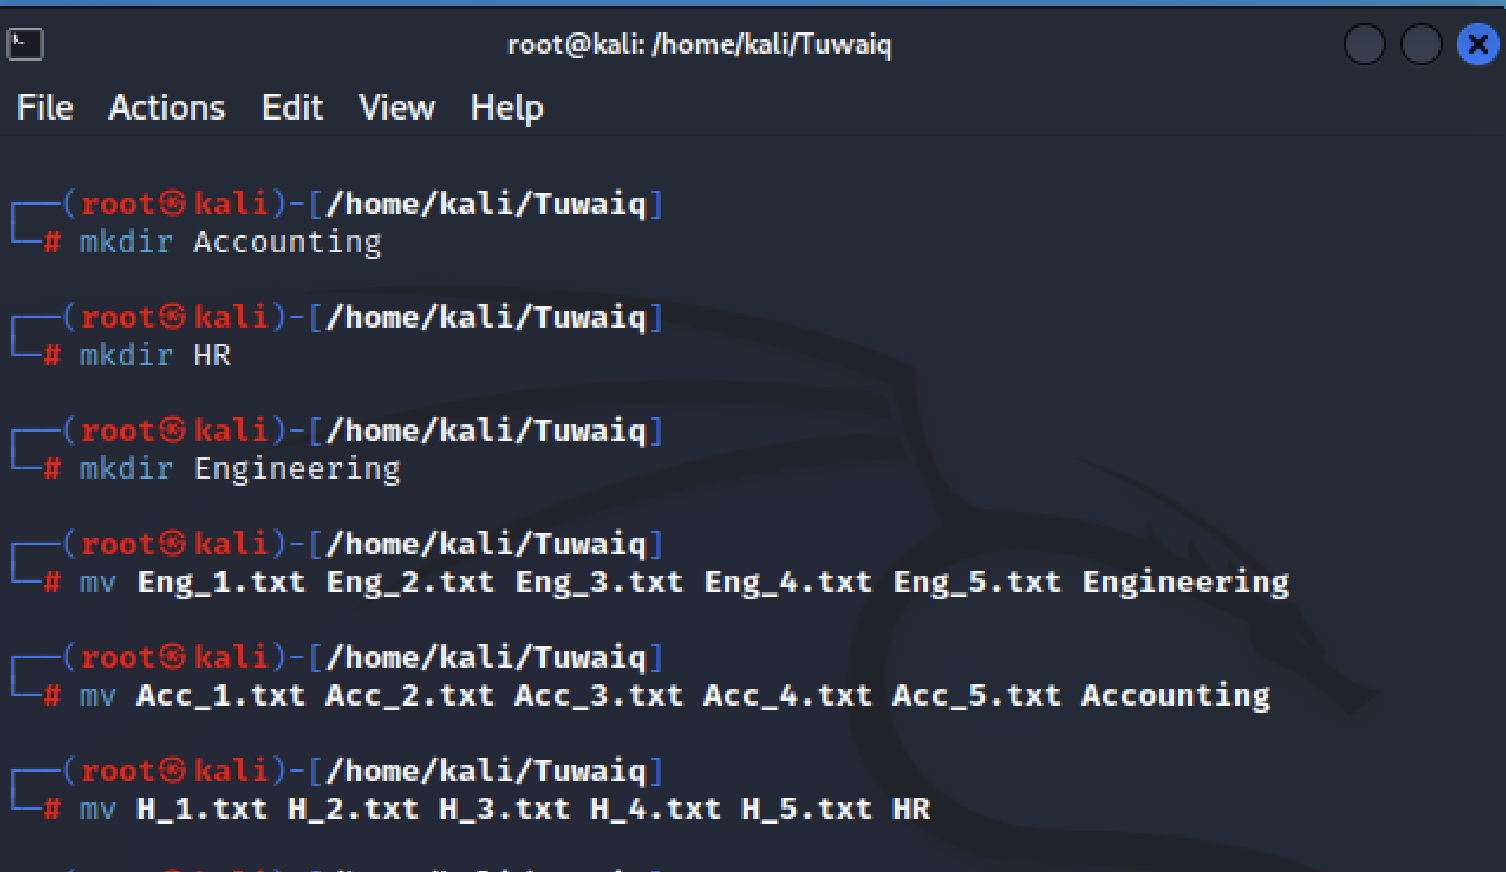 root@kali: /home/kali/Tuwaiq
File Actions Edit View Help
┌──(root㉿kali)-[/home/kali/Tuwaiq]
└─# mkdir Accounting
┌──(root㉿kali)-[/home/kali/Tuwaiq]
└─# mkdir HR
┌──(root㉿kali)-[/home/kali/Tuwaiq]
└─# mkdir Engineering
┌──(root㉿kali)-[/home/kali/Tuwaiq]
└─# mv Eng_1.txt Eng_2.txt Eng_3.txt Eng_4.txt Eng_5.txt Engineering
┌──(root㉿kali)-[/home/kali/Tuwaiq]
└─# mv Acc_1.txt Acc_2.txt Acc_3.txt Acc_4.txt Acc_5.txt Accounting
┌──(root㉿kali)-[/home/kali/Tuwaiq]
└─# mv H_1.txt H_2.txt H_3.txt H_4.txt H_5.txt HR